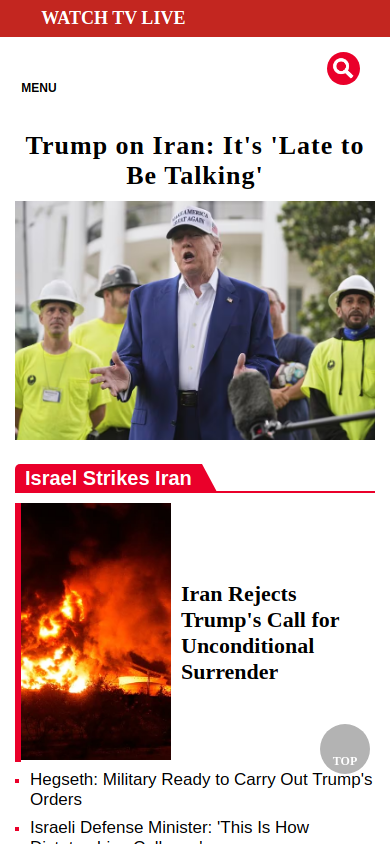 WATCH TV LIVE
MENU
Trump on Iran: It's 'Late to
Be Talking'
Israel Strikes Iran
Iran Rejects
Trump's Call for
Unconditional
Surrender
TOP
Hegseth: Military Ready to Carry Out Trump's
Orders
Israeli Defense Minister: 'This Is How